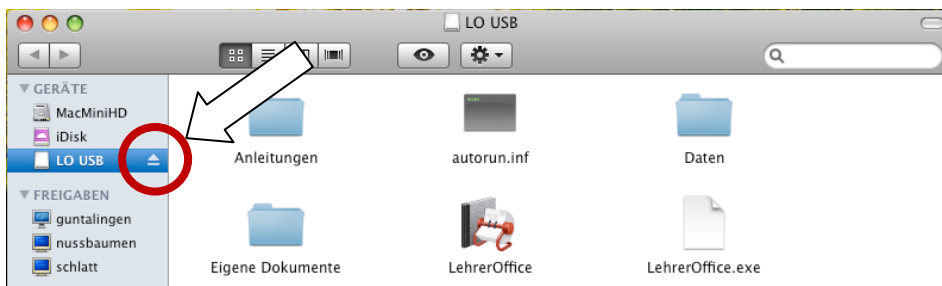 LO USB
GERÄTE
MacMiniHD
iDisk
LO USB
FREIGABEN
guntalingen
nussbaumen
schlatt
Anleitungen
autorun.inf
Daten
Eigene Dokumente
LehrerOffice
LehrerOffice.exe